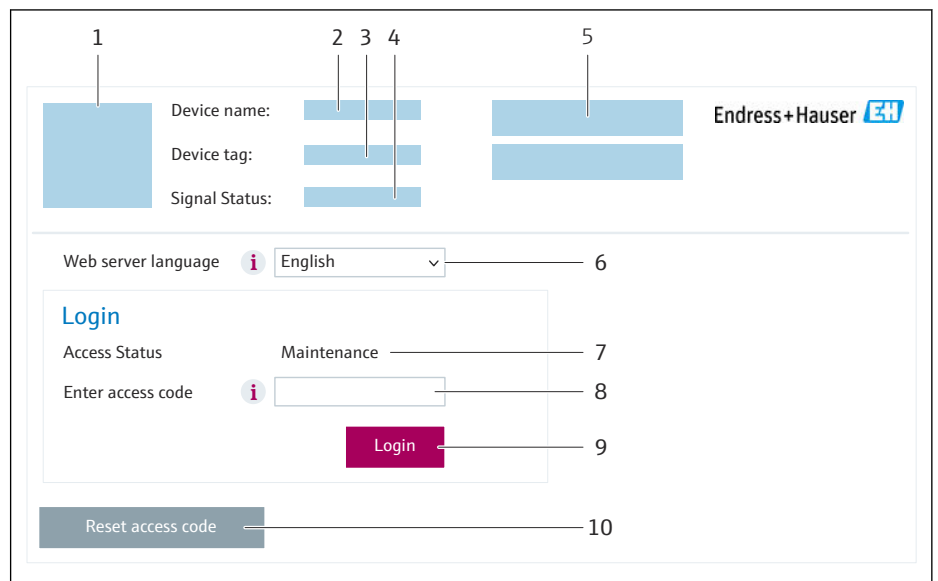 1 2 3 4 5
Device name:
Endress+Hauser EH
Device tag:
Signal Status:
Web server language i English 6
Login
Access Status Maintenance 7
Enter access code i 8
Login 9
Reset access code 10